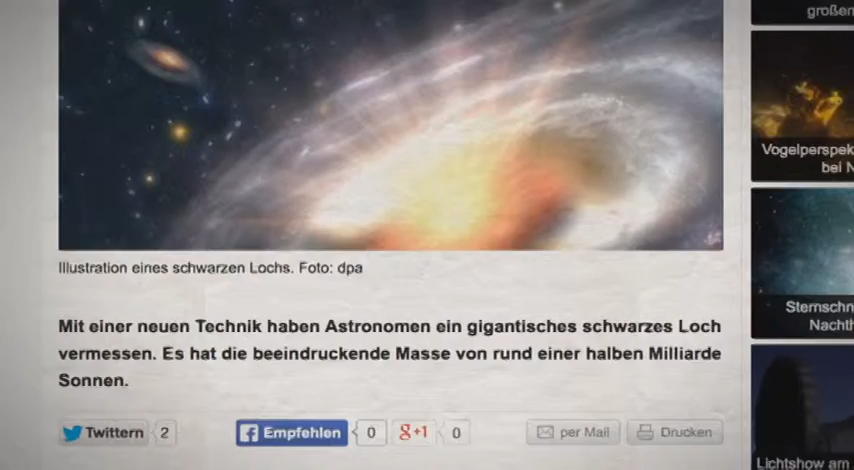 großen
Vogelperspek
bei N
Illustration eines schwarzen Lochs. Foto: dpa
Sternschn
Nachth
Mit einer neuen Technik haben Astronomen ein gigantisches schwarzes Loch
vermessen. Es hat die beeindruckende Masse von rund einer halben Milliarde
Sonnen.
Twittern 2
Empfehlen 0
g+1 0
per Mail
Drucken
Lichtshow am